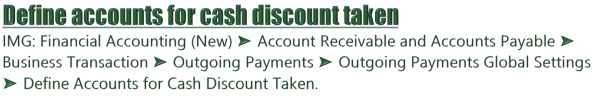 Define accounts for cash discount taken
IMG: Financial Accounting (New) ➤ Account Receivable and Accounts Payable ➤
Business Transaction ➤ Outgoing Payments ➤ Outgoing Payments Global Settings
➤ Define Accounts for Cash Discount Taken.